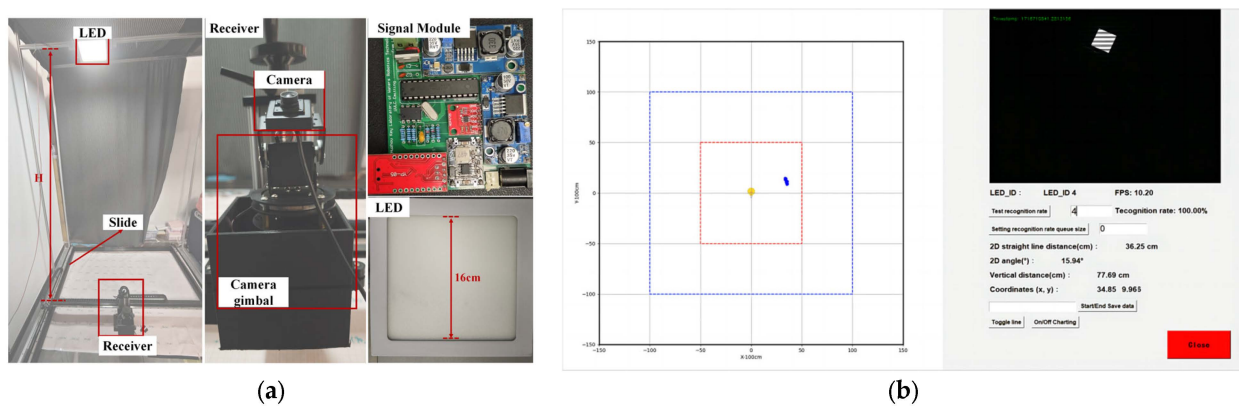 LED
H
Slide
Receiver
Receiver
Camera
Camera
gimbal
Signal Module
LED
16cm
(a)
150
100
50
0
−50
−100
−150
−150
−100
−50
0
50
100
150
Y·100cm
X·100cm
LED_ID :
LED_ID 4
FPS: 10.20
Test recognition rate
4
Tecognition rate: 100.00%
Setting recognition rate queue size
0
2D straight line distance(cm) :
36.25 cm
2D angle(°) :
15.94°
Vertical distance(cm) :
77.69 cm
Coordinates (x, y) :
34.85 9.965
Start/End Save data
Toggle line
On/Off Charting
Close
(b)